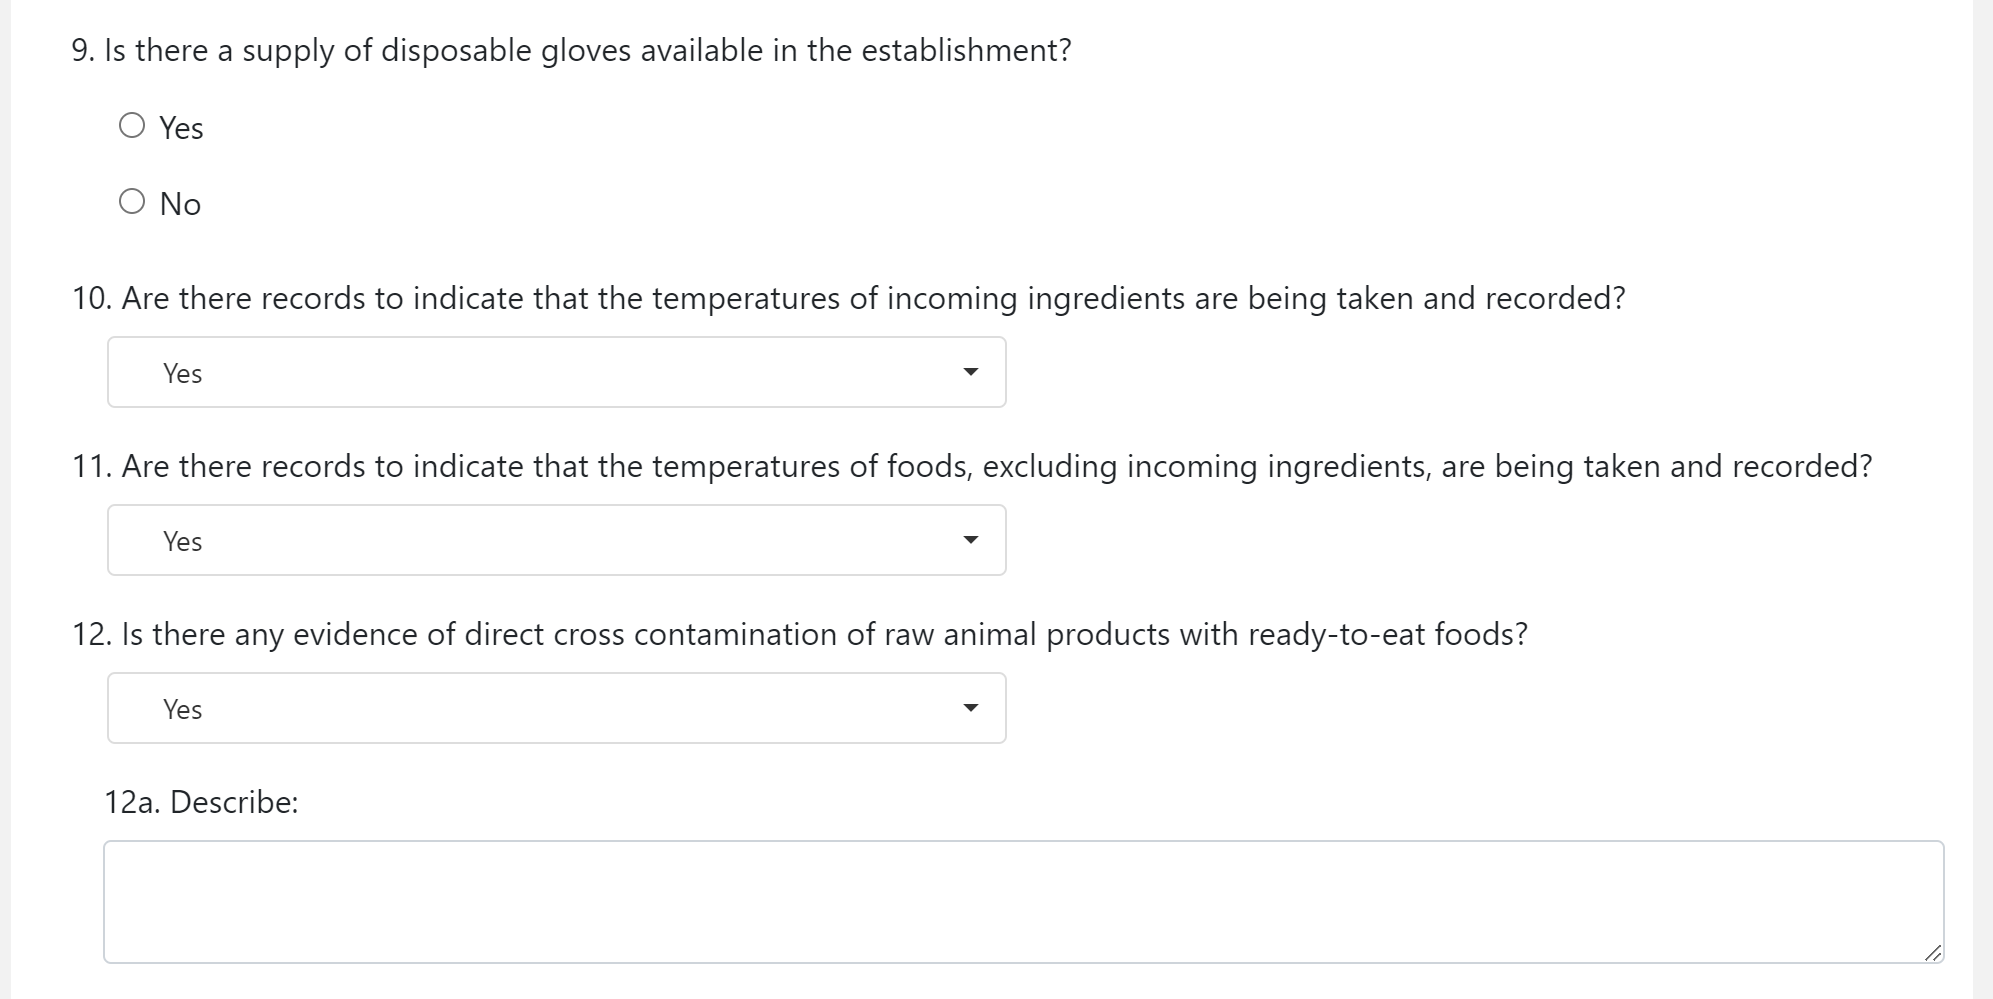 9. Is there a supply of disposable gloves available in the establishment?
Yes
No
10. Are there records to indicate that the temperatures of incoming ingredients are being taken and recorded?
Yes
11. Are there records to indicate that the temperatures of foods, excluding incoming ingredients, are being taken and recorded?
Yes
12. Is there any evidence of direct cross contamination of raw animal products with ready-to-eat foods?
Yes
12a. Describe: